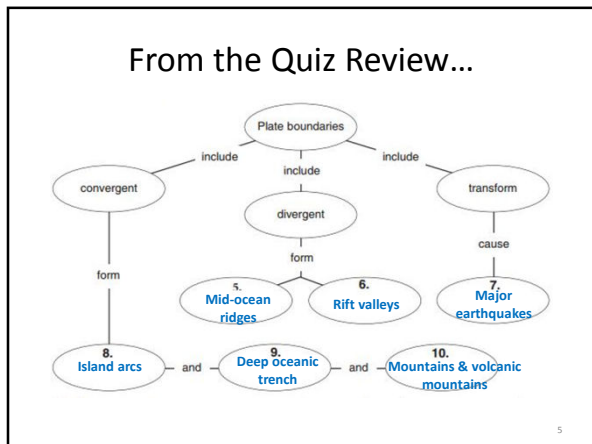 From the Quiz Review...
Plate boundaries
include
include
include
convergent
divergent
transform
form
form
cause
5.
Mid-ocean
ridges
6.
Rift valleys
7.
Major
earthquakes
8.
Island arcs
and
9.
Deep oceanic
trench
and
10.
Mountains & volcanic
mountains
5